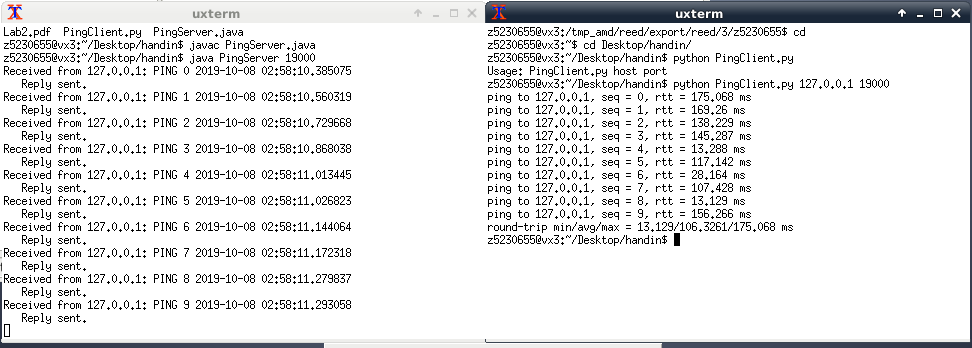 uxterm
Lab2.pdf  PingClient.py  PingServer.java
z5230655@vx3:~/Desktop/handin$ javac PingServer.java
z5230655@vx3:~/Desktop/handin$ java PingServer 19000
Received from 127.0.0.1: PING 0 2019-10-08 02:58:10.385075
   Reply sent.
Received from 127.0.0.1: PING 1 2019-10-08 02:58:10.560319
   Reply sent.
Received from 127.0.0.1: PING 2 2019-10-08 02:58:10.729668
   Reply sent.
Received from 127.0.0.1: PING 3 2019-10-08 02:58:10.868038
   Reply sent.
Received from 127.0.0.1: PING 4 2019-10-08 02:58:11.013445
   Reply sent.
Received from 127.0.0.1: PING 5 2019-10-08 02:58:11.026823
   Reply sent.
Received from 127.0.0.1: PING 6 2019-10-08 02:58:11.144064
   Reply sent.
Received from 127.0.0.1: PING 7 2019-10-08 02:58:11.172318
   Reply sent.
Received from 127.0.0.1: PING 8 2019-10-08 02:58:11.279837
   Reply sent.
Received from 127.0.0.1: PING 9 2019-10-08 02:58:11.293058
   Reply sent.
uxterm
z5230655@vx3:/tmp_amd/reed/export/reed/3/z5230655$ cd
z5230655@vx3:~$ cd Desktop/handin/
z5230655@vx3:~/Desktop/handin$ python PingClient.py
Usage: PingClient.py host port
z5230655@vx3:~/Desktop/handin$ python PingClient.py 127.0.0.1 19000
ping to 127.0.0.1, seq = 0, rtt = 175.068 ms
ping to 127.0.0.1, seq = 1, rtt = 169.26 ms
ping to 127.0.0.1, seq = 2, rtt = 138.229 ms
ping to 127.0.0.1, seq = 3, rtt = 145.287 ms
ping to 127.0.0.1, seq = 4, rtt = 13.288 ms
ping to 127.0.0.1, seq = 5, rtt = 117.142 ms
ping to 127.0.0.1, seq = 6, rtt = 28.164 ms
ping to 127.0.0.1, seq = 7, rtt = 107.428 ms
ping to 127.0.0.1, seq = 8, rtt = 13.129 ms
ping to 127.0.0.1, seq = 9, rtt = 156.266 ms
round-trip min/avg/max = 13.129/106.3261/175.068 ms
z5230655@vx3:~/Desktop/handin$